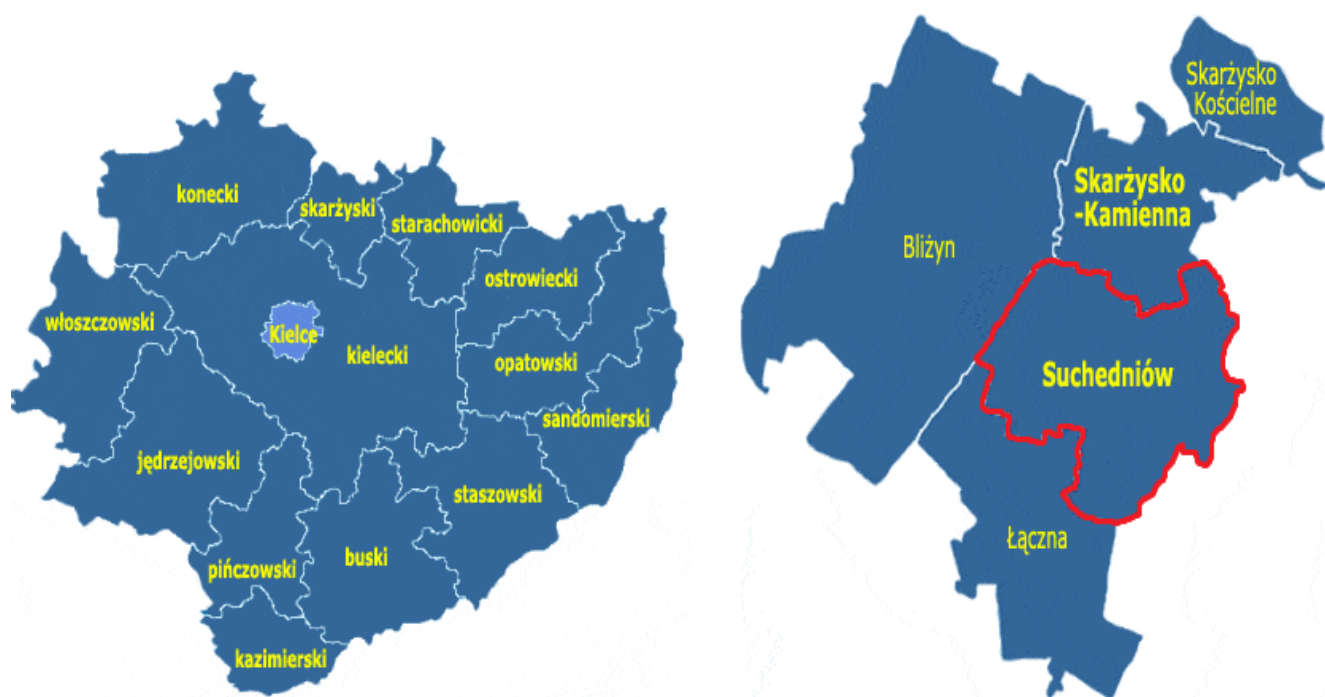 konecki
skarżyski
starachowicki
ostrowiecki
włoszczowski
Kielce
kielecki
opatowski
sandomierski
jędrzejowski
staszowski
pińczowski
buski
kazimierski
Skarżysko
Kościelne
Skarżysko
-Kamienna
Bliżyn
Suchedniów
Łączna